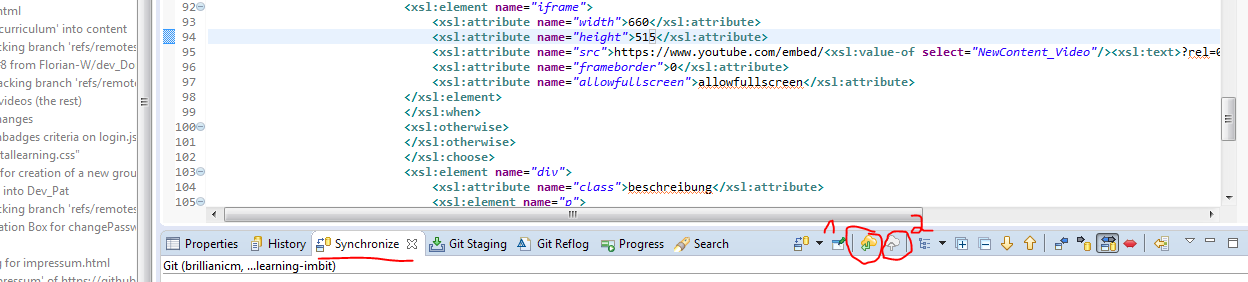 html
'curriculum' into content
acking branch 'refs/remotes
8 from Florian-W/dev_Do
acking branch 'refs/remote
videos (the rest)
hanges
nbadges criteria on login.js
tallearning.css"
for creation of a new grou
into Dev_Pat
acking branch 'refs/remote
ation Box for changePassw
g for impressum.html
mpressum' of https://github
92 <xsl:element name="iframe">
93 <xsl:attribute name="width">660</xsl:attribute>
94 <xsl:attribute name="height">515</xsl:attribute>
95 <xsl:attribute name="src">https://www.youtube.com/embed/<xsl:value-of select="NewContent_Video"/><xsl:text>?rel=0
96 <xsl:attribute name="frameborder">0</xsl:attribute>
97 <xsl:attribute name="allowfullscreen">allowfullscreen</xsl:attribute>
98 </xsl:element>
99 </xsl:when>
100 <xsl:otherwise>
101 </xsl:otherwise>
102 </xsl:choose>
103 <xsl:element name="div">
104 <xsl:attribute name="class">beschreibung</xsl:attribute>
105 <xsl:element name="p">
1 2
Properties History Synchronize Git Staging Git Reflog Progress Search
Git (brillianicm, ...learning-imbit)